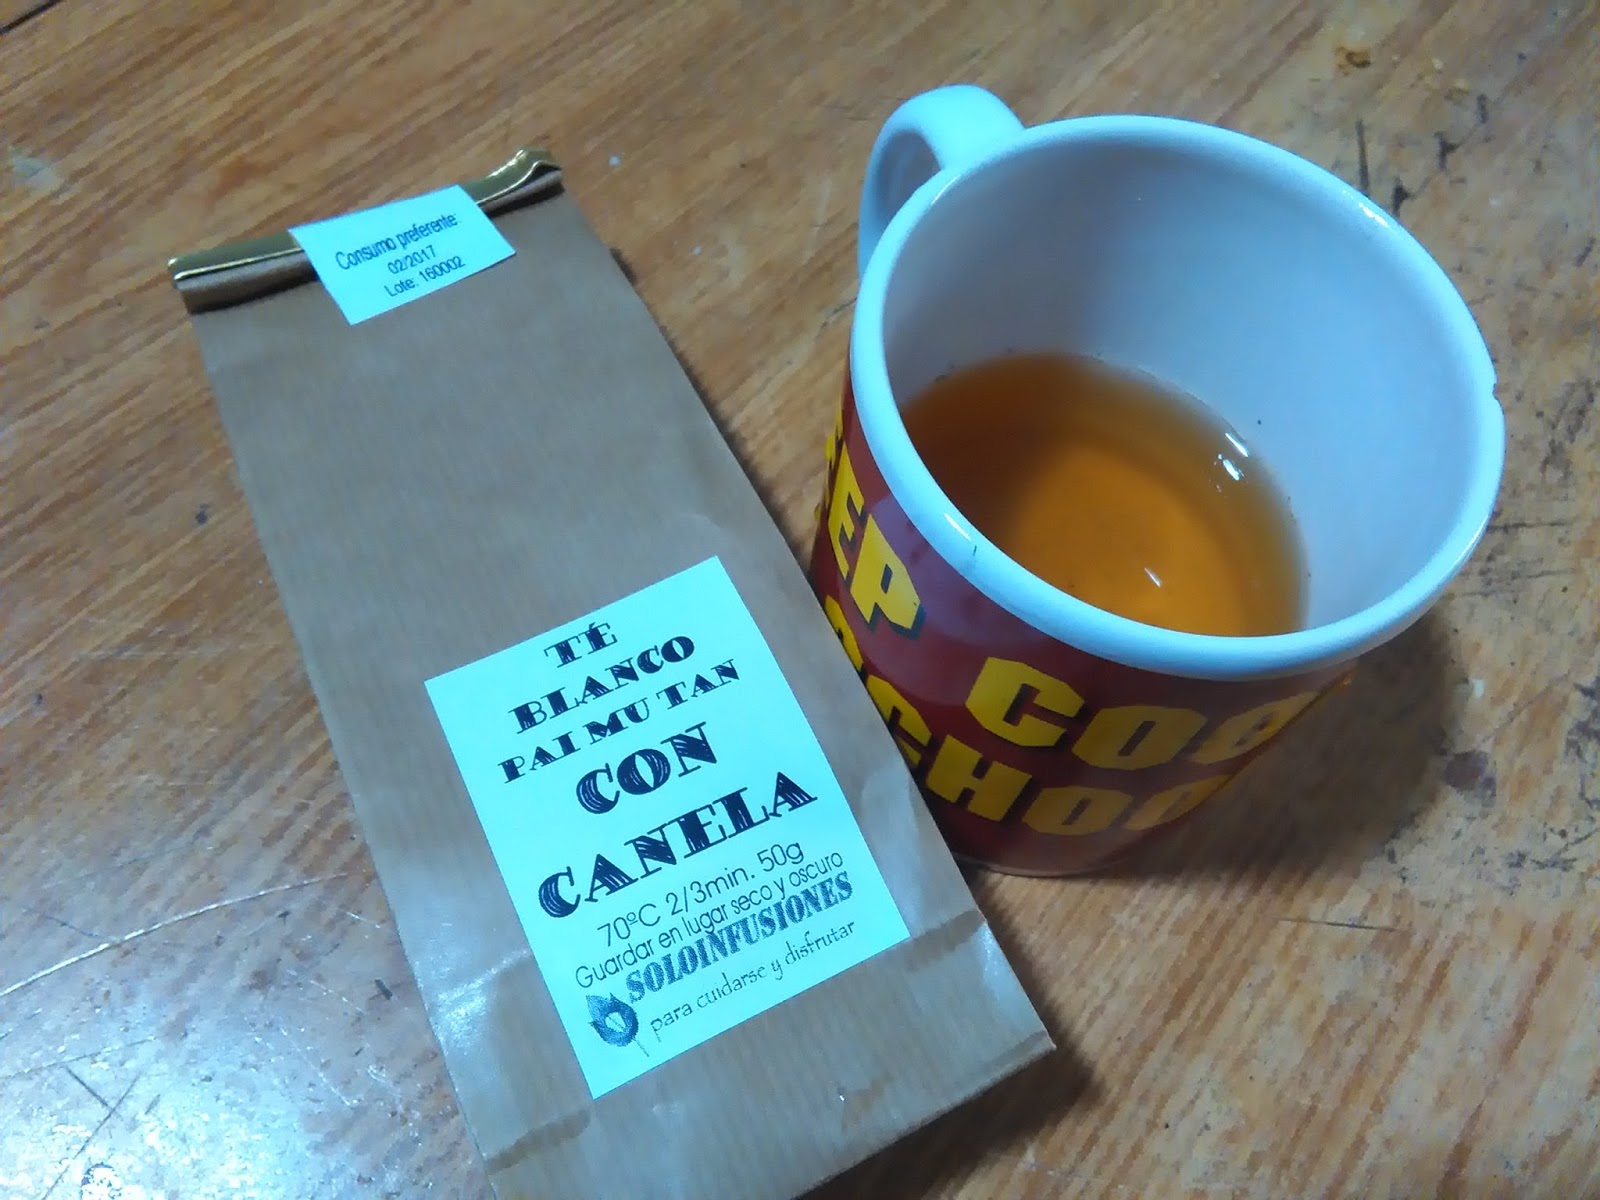 Consumo preferente:
02/2017
Lote: 160002
TÉ
BLANCO
PAI MU TAN
CON
CANELA
70ºC 2/3min. 50g
Guardar en lugar seco y oscuro
SOLOINFUSIONES
para cuidarse y disfrutar